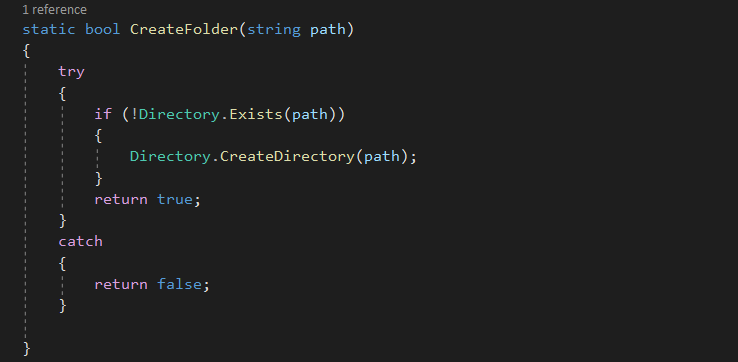 1 reference
static bool CreateFolder(string path)
{
    try
    {
        if (!Directory.Exists(path))
        {
            Directory.CreateDirectory(path);
        }
        return true;
    }
    catch
    {
        return false;
    }

}